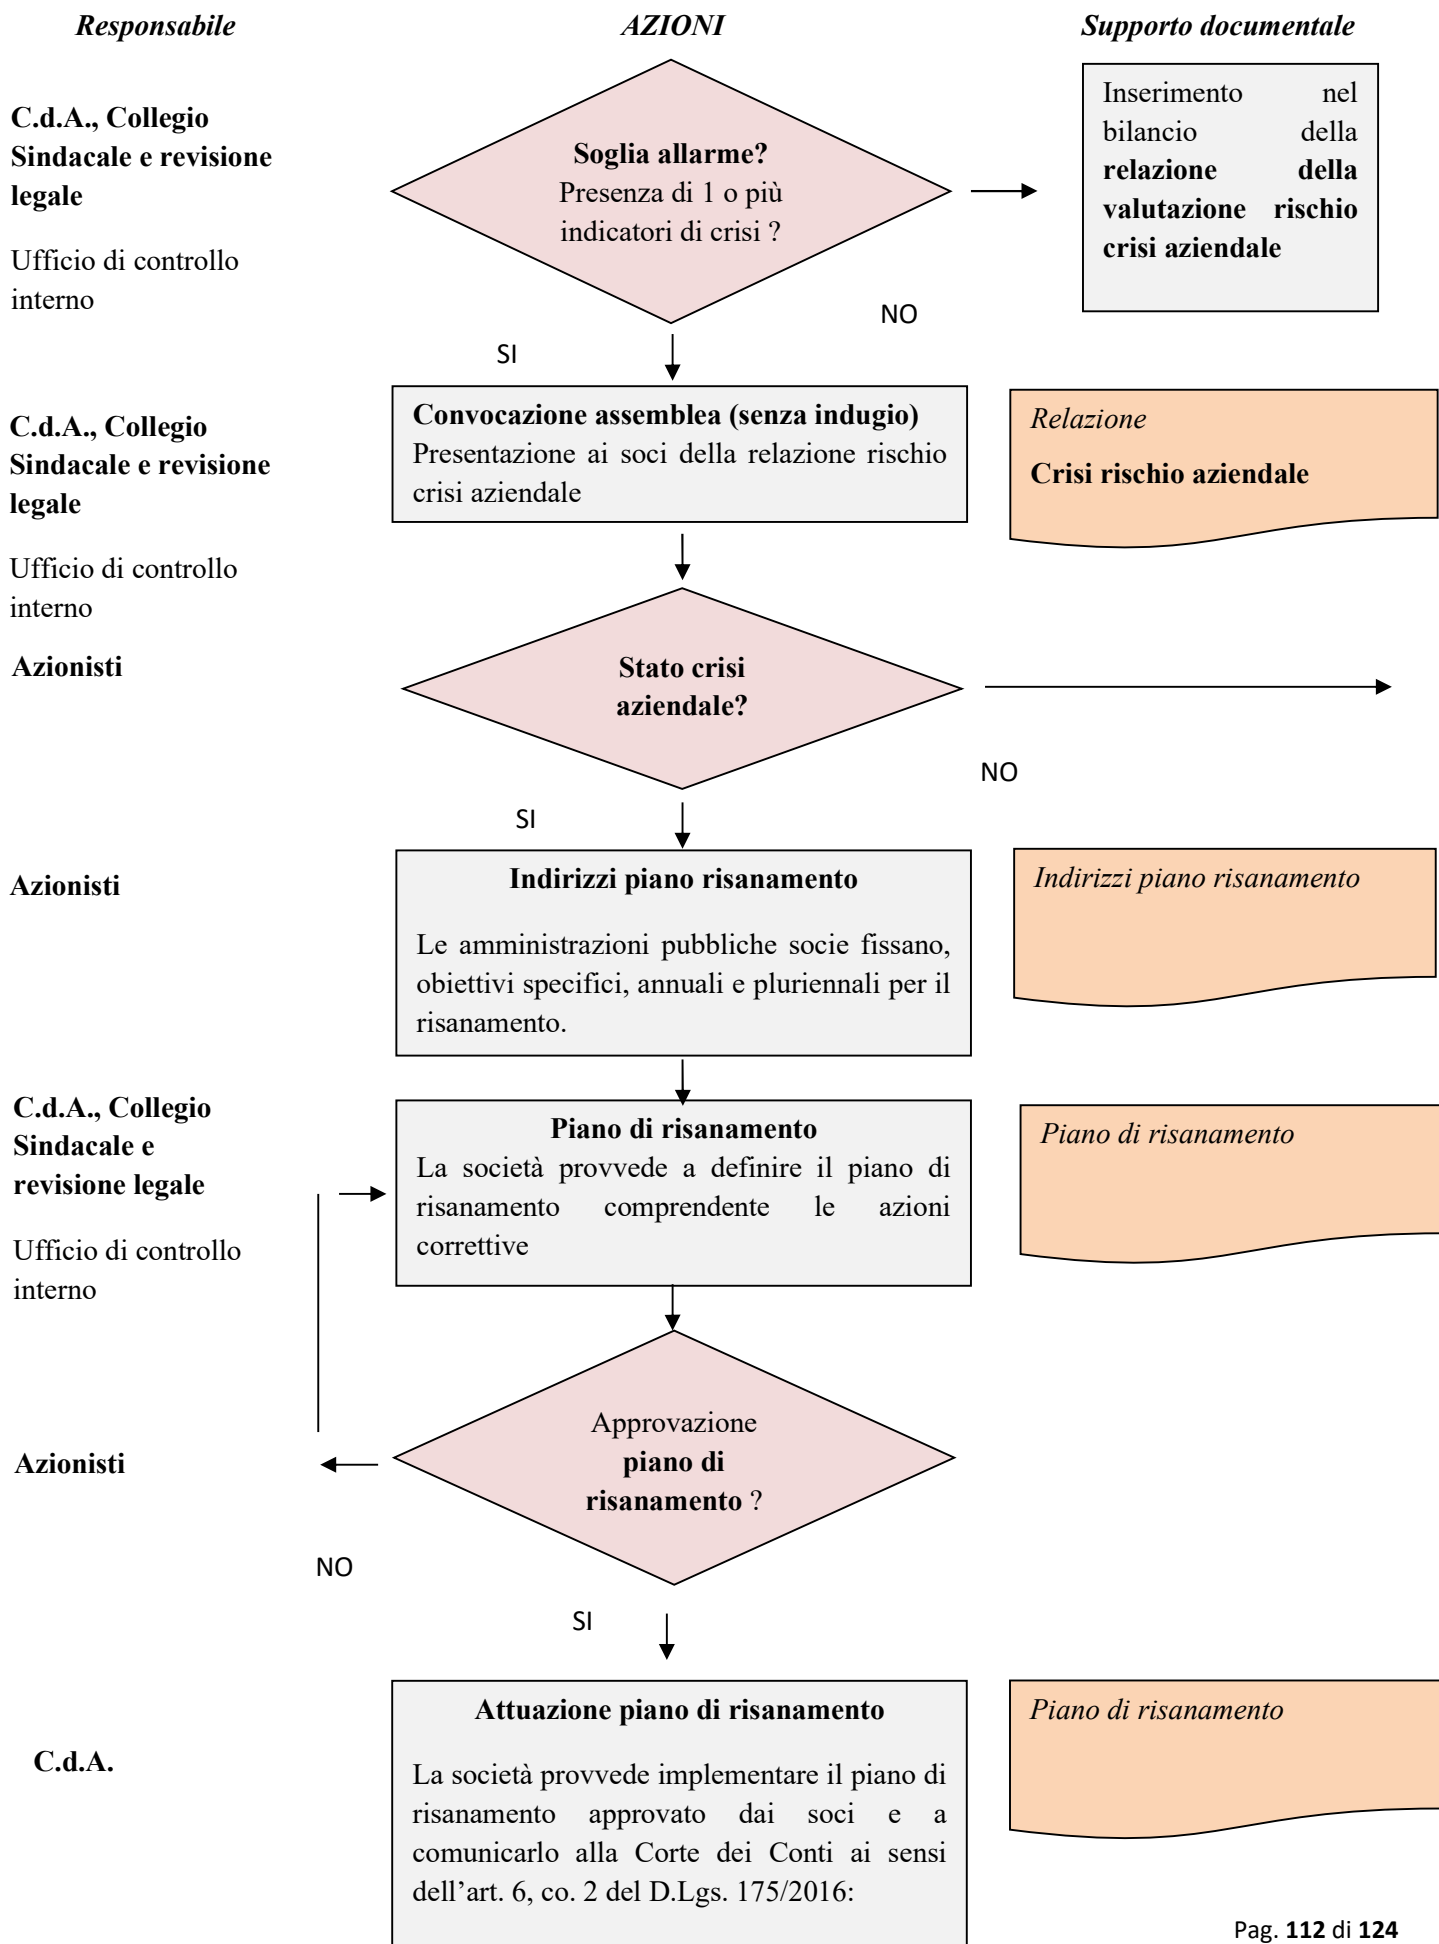 Responsabile
AZIONI
Supporto documentale
C.d.A., Collegio
Sindacale e revisione
legale
Ufficio di controllo
interno
Soglia allarme?
Presenza di 1 o più
indicatori di crisi ?
Inserimento nel
bilancio della
relazione della
valutazione rischio
crisi aziendale
NO
SI
C.d.A., Collegio
Sindacale e revisione
legale
Ufficio di controllo
interno
Convocazione assemblea (senza indugio)
Presentazione ai soci della relazione rischio
crisi aziendale
Relazione
Crisi rischio aziendale
Azionisti
Stato crisi
aziendale?
NO
SI
Azionisti
Indirizzi piano risanamento
Le amministrazioni pubbliche socie fissano,
obiettivi specifici, annuali e pluriennali per il
risanamento.
Indirizzi piano risanamento
C.d.A., Collegio
Sindacale e
revisione legale
Ufficio di controllo
interno
Piano di risanamento
La società provvede a definire il piano di
risanamento comprendente le azioni
correttive
Piano di risanamento
Azionisti
Approvazione
piano di
risanamento ?
NO
SI
C.d.A.
Attuazione piano di risanamento
La società provvede implementare il piano di
risanamento approvato dai soci e a
comunicarlo alla Corte dei Conti ai sensi
dell’art. 6, co. 2 del D.Lgs. 175/2016:
Piano di risanamento
Pag. 112 di 124